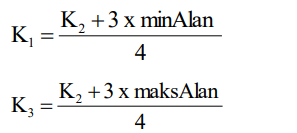 K₁ = (K₂ + 3 x minAlan) / 4
K₃ = (K₂ + 3 x maksAlan) / 4